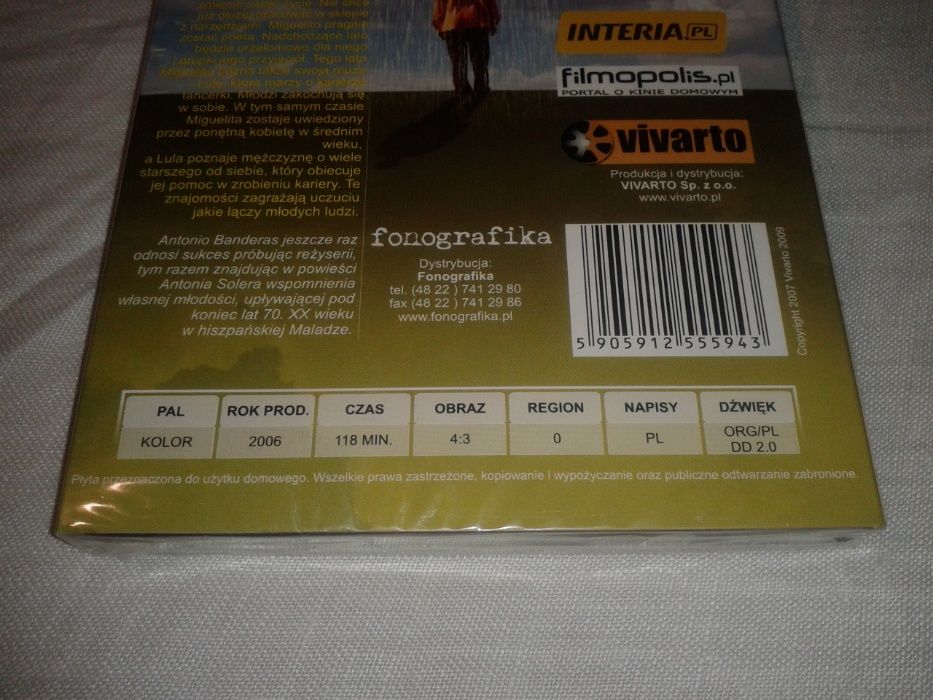 zmienić swoje życie. Nie chce
już dłużej pracować w sklepie
z narzędziami. Miguelito pragnie
zostać poetą. Nadchodzące lato
będzie przełomowe dla niego
i grupki jego przyjaciół. Tego lata
Miguelito pozna także swoją muzę
Lulę, która marzy o karierze
tancerki. Młodzi zakochują się
w sobie. W tym samym czasie
Miguelita zostaje uwiedziony
przez ponętną kobietę w średnim
wieku,
a Lula poznaje mężczyznę o wiele
starszego od siebie, który obiecuje
jej pomoc w zrobieniu kariery. Te
znajomości zagrażają uczuciu
jakie łączy młodych ludzi.
Antonio Banderas jeszcze raz
odnosi sukces próbując reżyserii,
tym razem znajdując w powieści
Antonia Solera wspomnienia
własnej młodości, upływającej pod
koniec lat 70. XX wieku
w hiszpańskiej Maladze.
fonografika
Dystrybucja:
Fonografika
tel. (48 22 ) 741 29 80
fax (48 22 ) 741 29 86
www.fonografika.pl
INTERIA.PL
filmopolis.pl
PORTAL O KINIE DOMOWYM
vivarto
Produkcja i dystrybucja:
VIVARTO Sp. z o.o.
www.vivarto.pl
5 905912 555943
Copyright 2007 Vivarto 2009
PAL ROK PROD. CZAS OBRAZ REGION NAPISY DŹWIĘK
KOLOR 2006 118 MIN. 4:3 0 PL ORG/PL
DD 2.0
Płyta przeznaczona do użytku domowego. Wszelkie prawa zastrzeżone, kopiowanie i wypożyczanie oraz publiczne odtwarzanie zabronione.